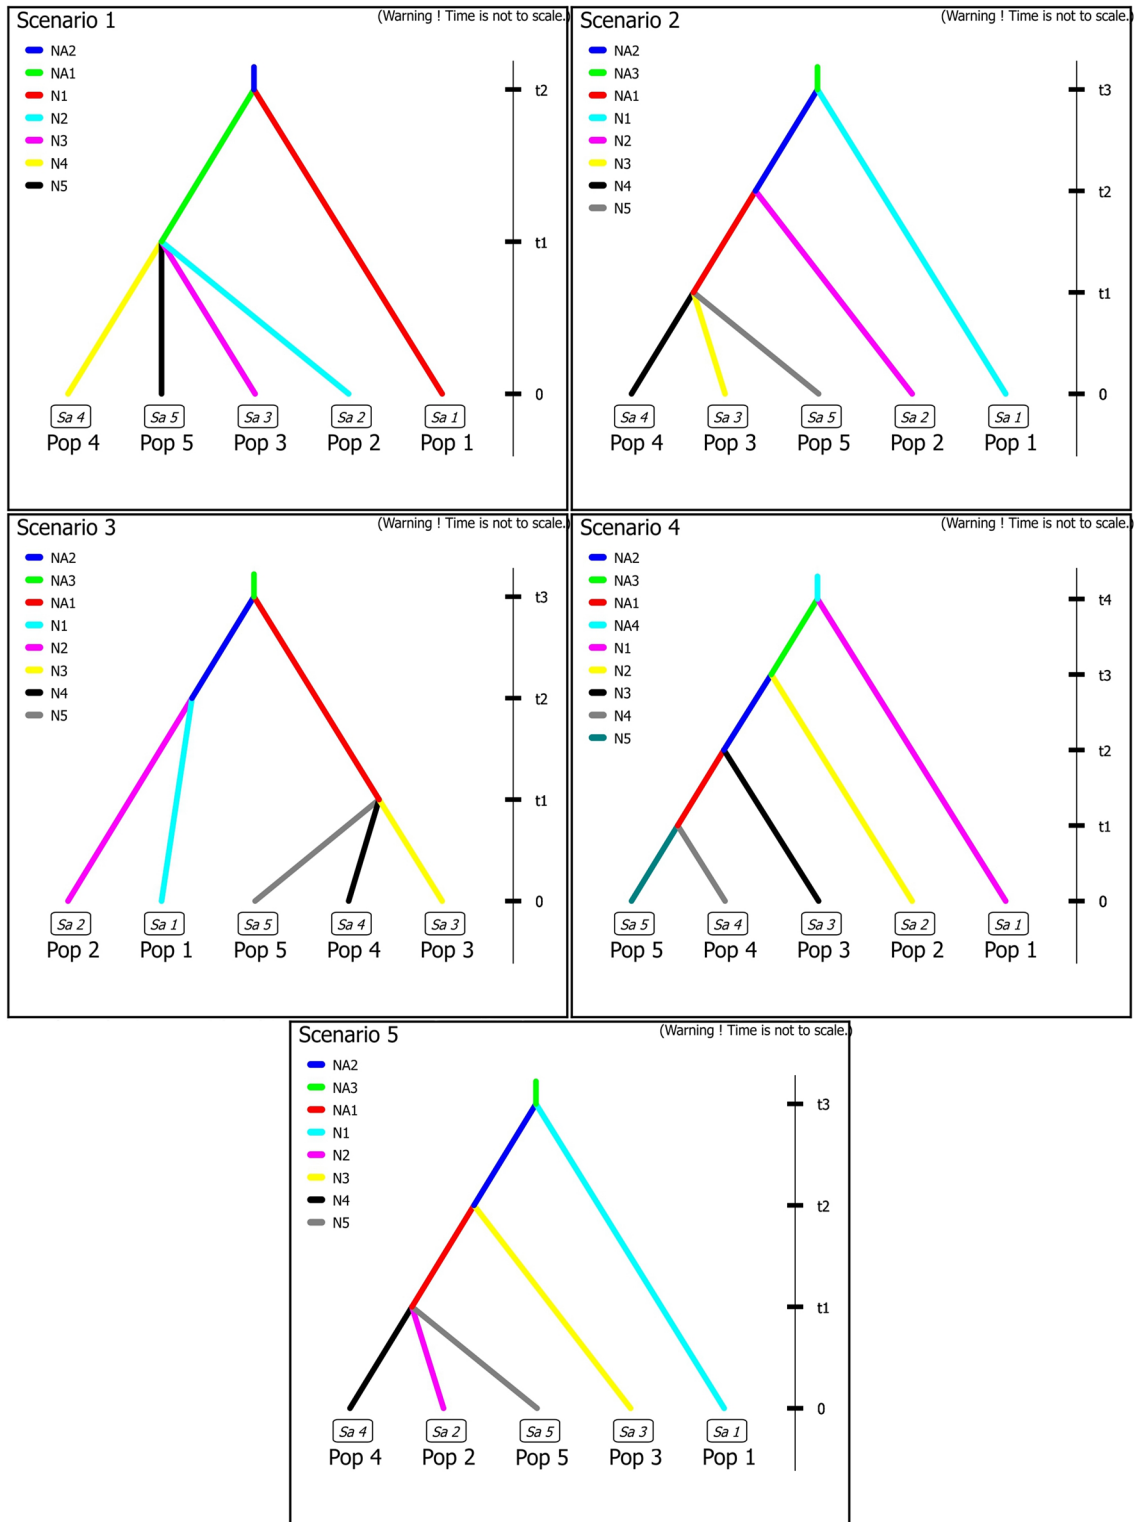 Scenario 1
(Warning ! Time is not to scale.)
NA2
NA1
N1
N2
N3
N4
N5
t2
t1
0
Sa 4
Sa 5
Sa 3
Sa 2
Sa 1
Pop 4
Pop 5
Pop 3
Pop 2
Pop 1
Scenario 2
(Warning ! Time is not to scale.)
NA2
NA3
NA1
N1
N2
N3
N4
N5
t3
t2
t1
0
Sa 4
Sa 3
Sa 5
Sa 2
Sa 1
Pop 4
Pop 3
Pop 5
Pop 2
Pop 1
Scenario 3
(Warning ! Time is not to scale.)
NA2
NA3
NA1
N1
N2
N3
N4
N5
t3
t2
t1
0
Sa 2
Sa 1
Sa 5
Sa 4
Sa 3
Pop 2
Pop 1
Pop 5
Pop 4
Pop 3
Scenario 4
(Warning ! Time is not to scale.)
NA2
NA3
NA1
NA4
N1
N2
N3
N4
N5
t4
t3
t2
t1
0
Sa 5
Sa 4
Sa 3
Sa 2
Sa 1
Pop 5
Pop 4
Pop 3
Pop 2
Pop 1
Scenario 5
(Warning ! Time is not to scale.)
NA2
NA3
NA1
N1
N2
N3
N4
N5
t3
t2
t1
0
Sa 4
Sa 2
Sa 5
Sa 3
Sa 1
Pop 4
Pop 2
Pop 5
Pop 3
Pop 1